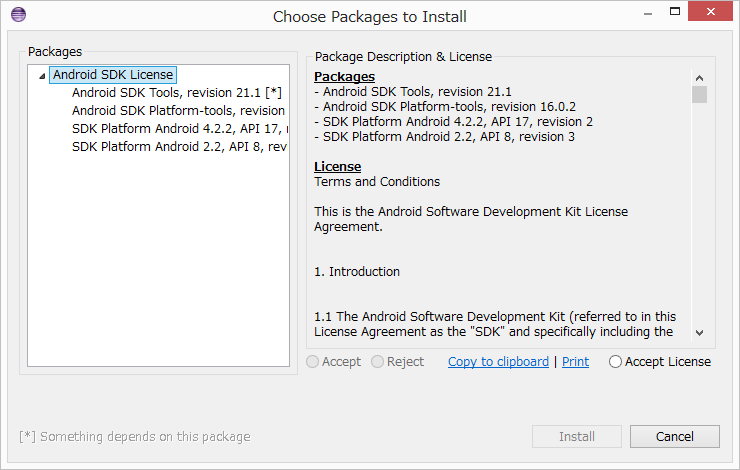 Choose Packages to Install
Packages
Android SDK License
Android SDK Tools, revision 21.1 [*]
Android SDK Platform-tools, revision
SDK Platform Android 4.2.2, API 17,
SDK Platform Android 2.2, API 8, rev
Package Description & License
Packages
- Android SDK Tools, revision 21.1
- Android SDK Platform-tools, revision 16.0.2
- SDK Platform Android 4.2.2, API 17, revision 2
- SDK Platform Android 2.2, API 8, revision 3
License
Terms and Conditions
This is the Android Software Development Kit License
Agreement.
1. Introduction
1.1 The Android Software Development Kit (referred to in this
License Agreement as the "SDK" and specifically including the
Accept Reject Copy to clipboard | Print Accept License
[*] Something depends on this package
Install Cancel